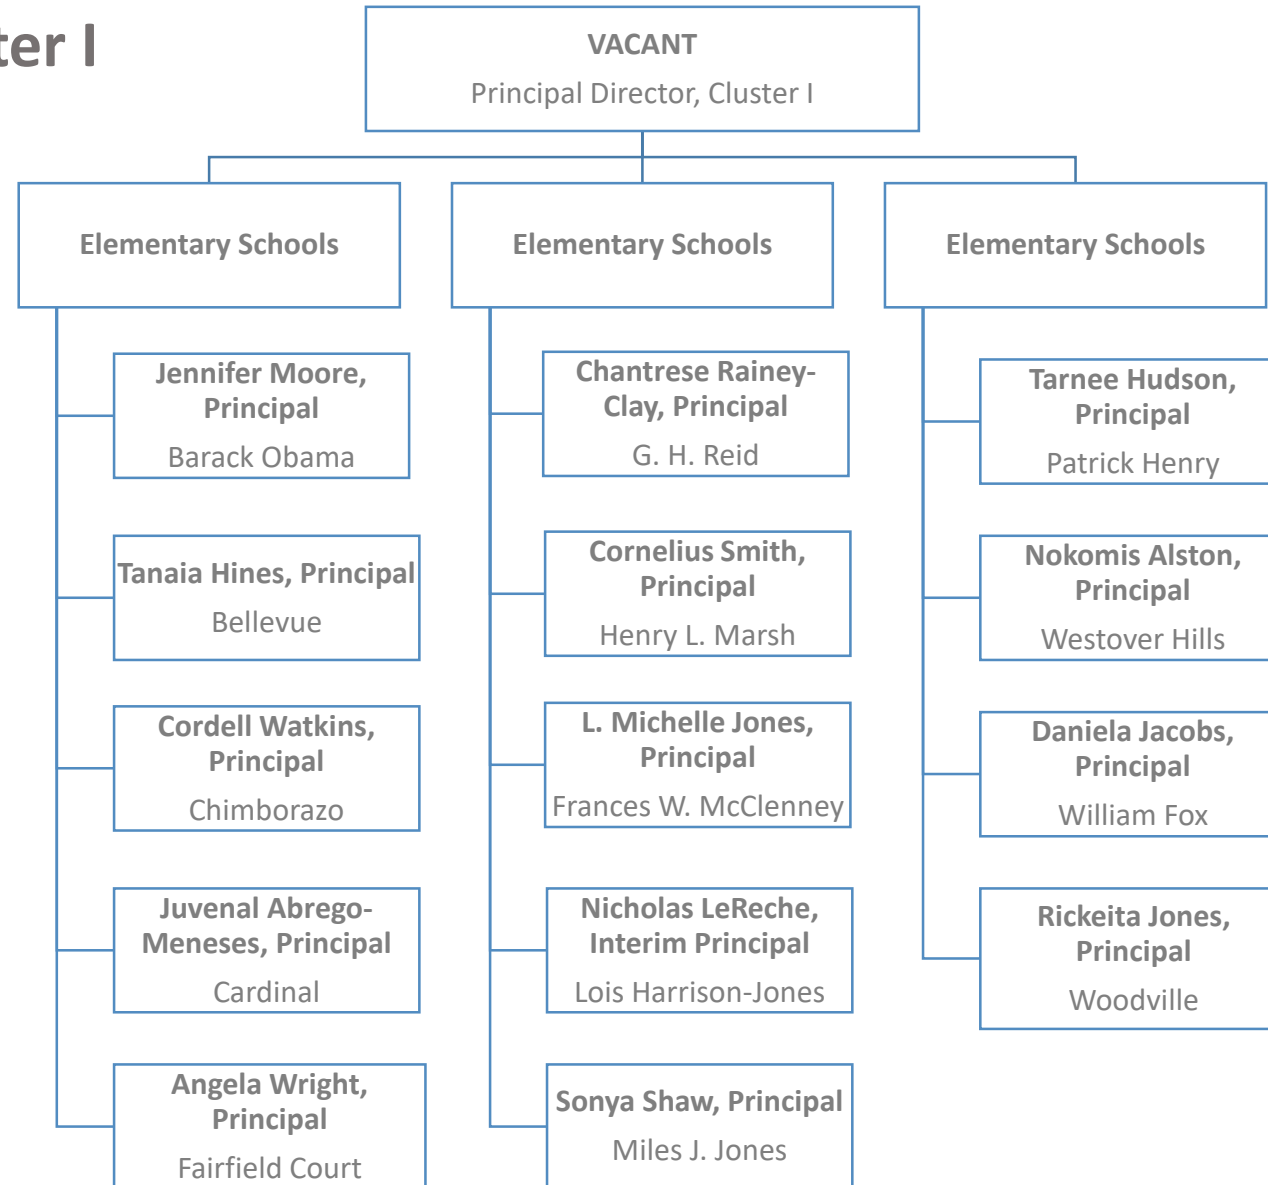 ter I
VACANT
Principal Director, Cluster I
Elementary Schools
Jennifer Moore,
Principal
Barack Obama
Tanaia Hines, Principal
Bellevue
Cordell Watkins,
Principal
Chimborazo
Juvenal Abrego-
Meneses, Principal
Cardinal
Angela Wright,
Principal
Fairfield Court
Elementary Schools
Chantrese Rainey-
Clay, Principal
G. H. Reid
Cornelius Smith,
Principal
Henry L. Marsh
L. Michelle Jones,
Principal
Frances W. McClenney
Nicholas LeReche,
Interim Principal
Lois Harrison-Jones
Sonya Shaw, Principal
Miles J. Jones
Elementary Schools
Tarnee Hudson,
Principal
Patrick Henry
Nokomis Alston,
Principal
Westover Hills
Daniela Jacobs,
Principal
William Fox
Rickeita Jones,
Principal
Woodville